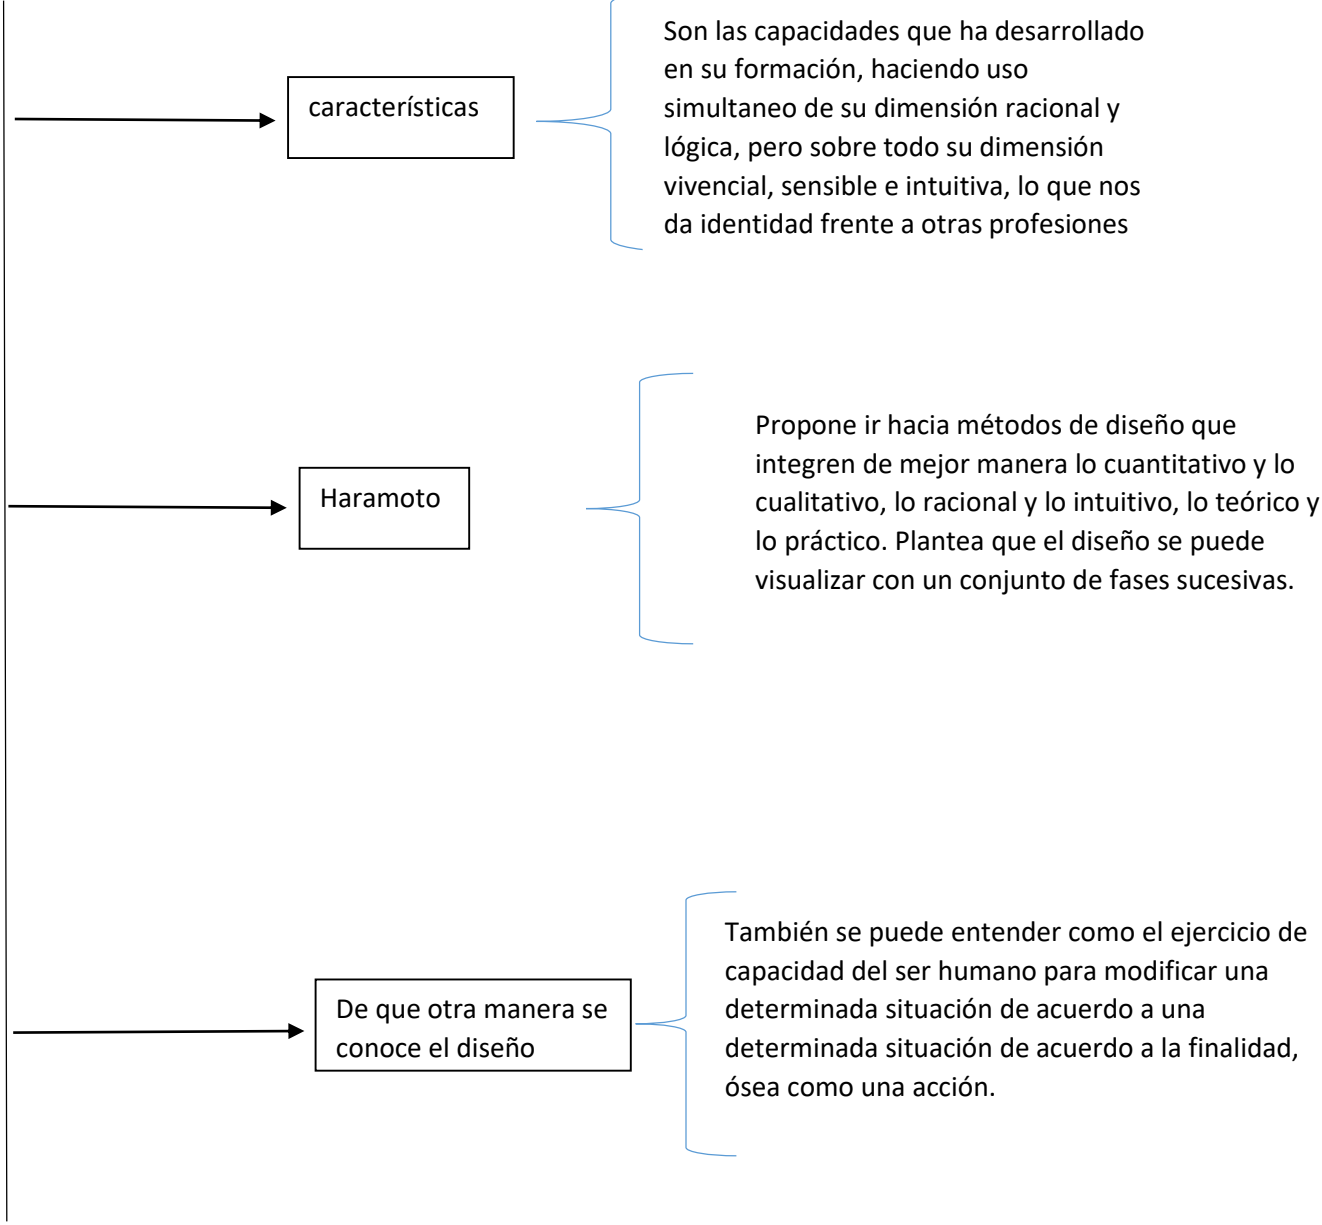 características
Son las capacidades que ha desarrollado
en su formación, haciendo uso
simultaneo de su dimensión racional y
lógica, pero sobre todo su dimensión
vivencial, sensible e intuitiva, lo que nos
da identidad frente a otras profesiones
Haramoto
Propone ir hacia métodos de diseño que
integren de mejor manera lo cuantitativo y lo
cualitativo, lo racional y lo intuitivo, lo teórico y
lo práctico. Plantea que el diseño se puede
visualizar con un conjunto de fases sucesivas.
De que otra manera se
conoce el diseño
También se puede entender como el ejercicio de
capacidad del ser humano para modificar una
determinada situación de acuerdo a una
determinada situación de acuerdo a la finalidad,
ósea como una acción.